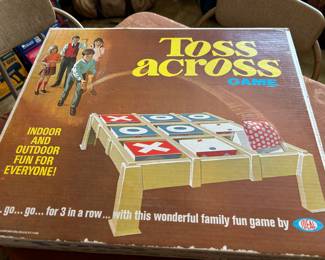 Toss
across
GAME
INDOOR
AND
OUTDOOR
FUN FOR
EVERYONE!
X O O
X
.go...go...for 3 in a row...with this wonderful family fun game by IDEAL